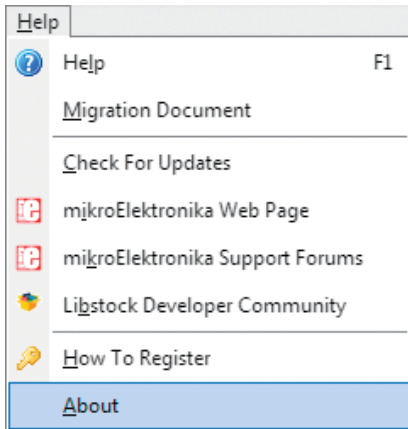 Help
Help F1
Migration Document
Check For Updates
mikroElektronika Web Page
mikroElektronika Support Forums
Libstock Developer Community
How To Register
About